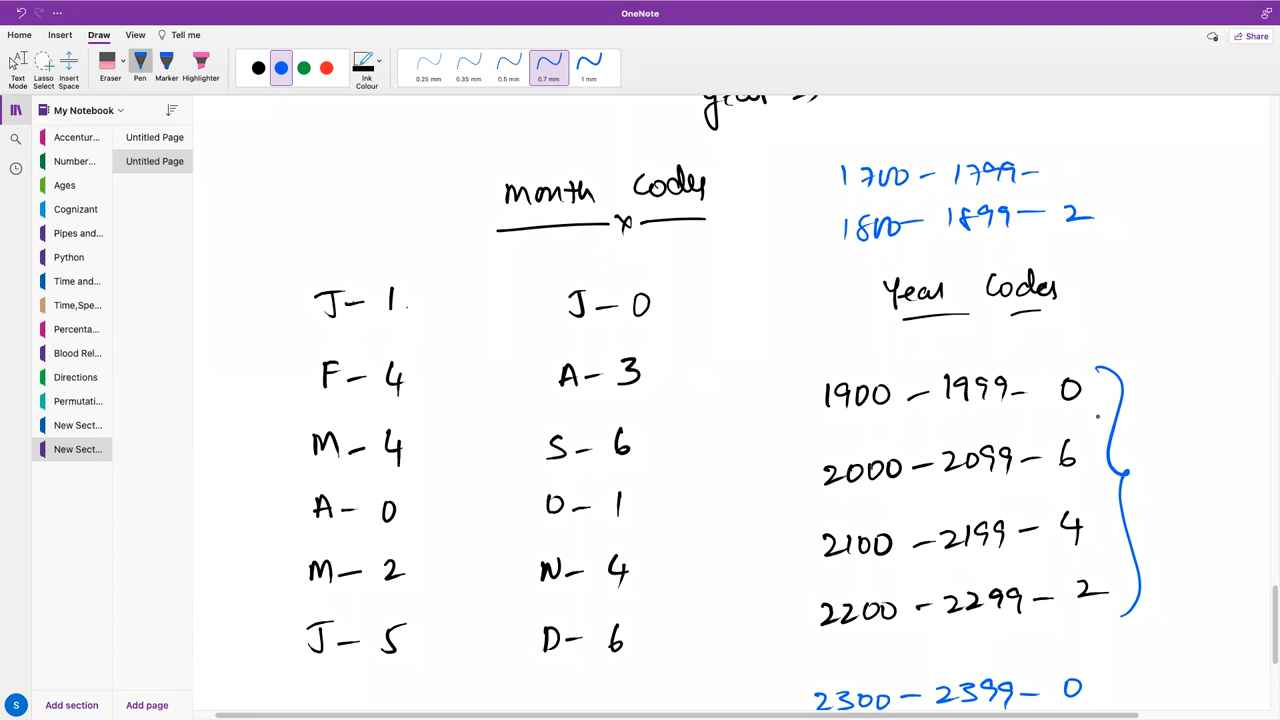 OneNote
Home Insert Draw View Tell me
Share
Text Mode
Lasso Select
Insert Space
Eraser
Pen
Marker
Highlighter
Ink Colour
0.25 mm
0.35 mm
0.5 mm
0.7 mm
1 mm
My Notebook
Accentur...
Number...
Ages
Cognizant
Pipes and...
Python
Time and...
Time,Spe...
Percenta...
Blood Rel...
Directions
Permutati...
New Sect...
New Sect...
Untitled Page
Untitled Page
S
Add section
Add page
year →
month codes
x
J - 1
F - 4
M - 4
A - 0
M - 2
J - 5
J - 0
A - 3
S - 6
O - 1
N - 4
D - 6
1700 - 1799 -
1800 - 1899 - 2
Year Codes
1900 - 1999 - 0
2000 - 2099 - 6
2100 - 2199 - 4
2200 - 2299 - 2
2300 - 2399 - 0